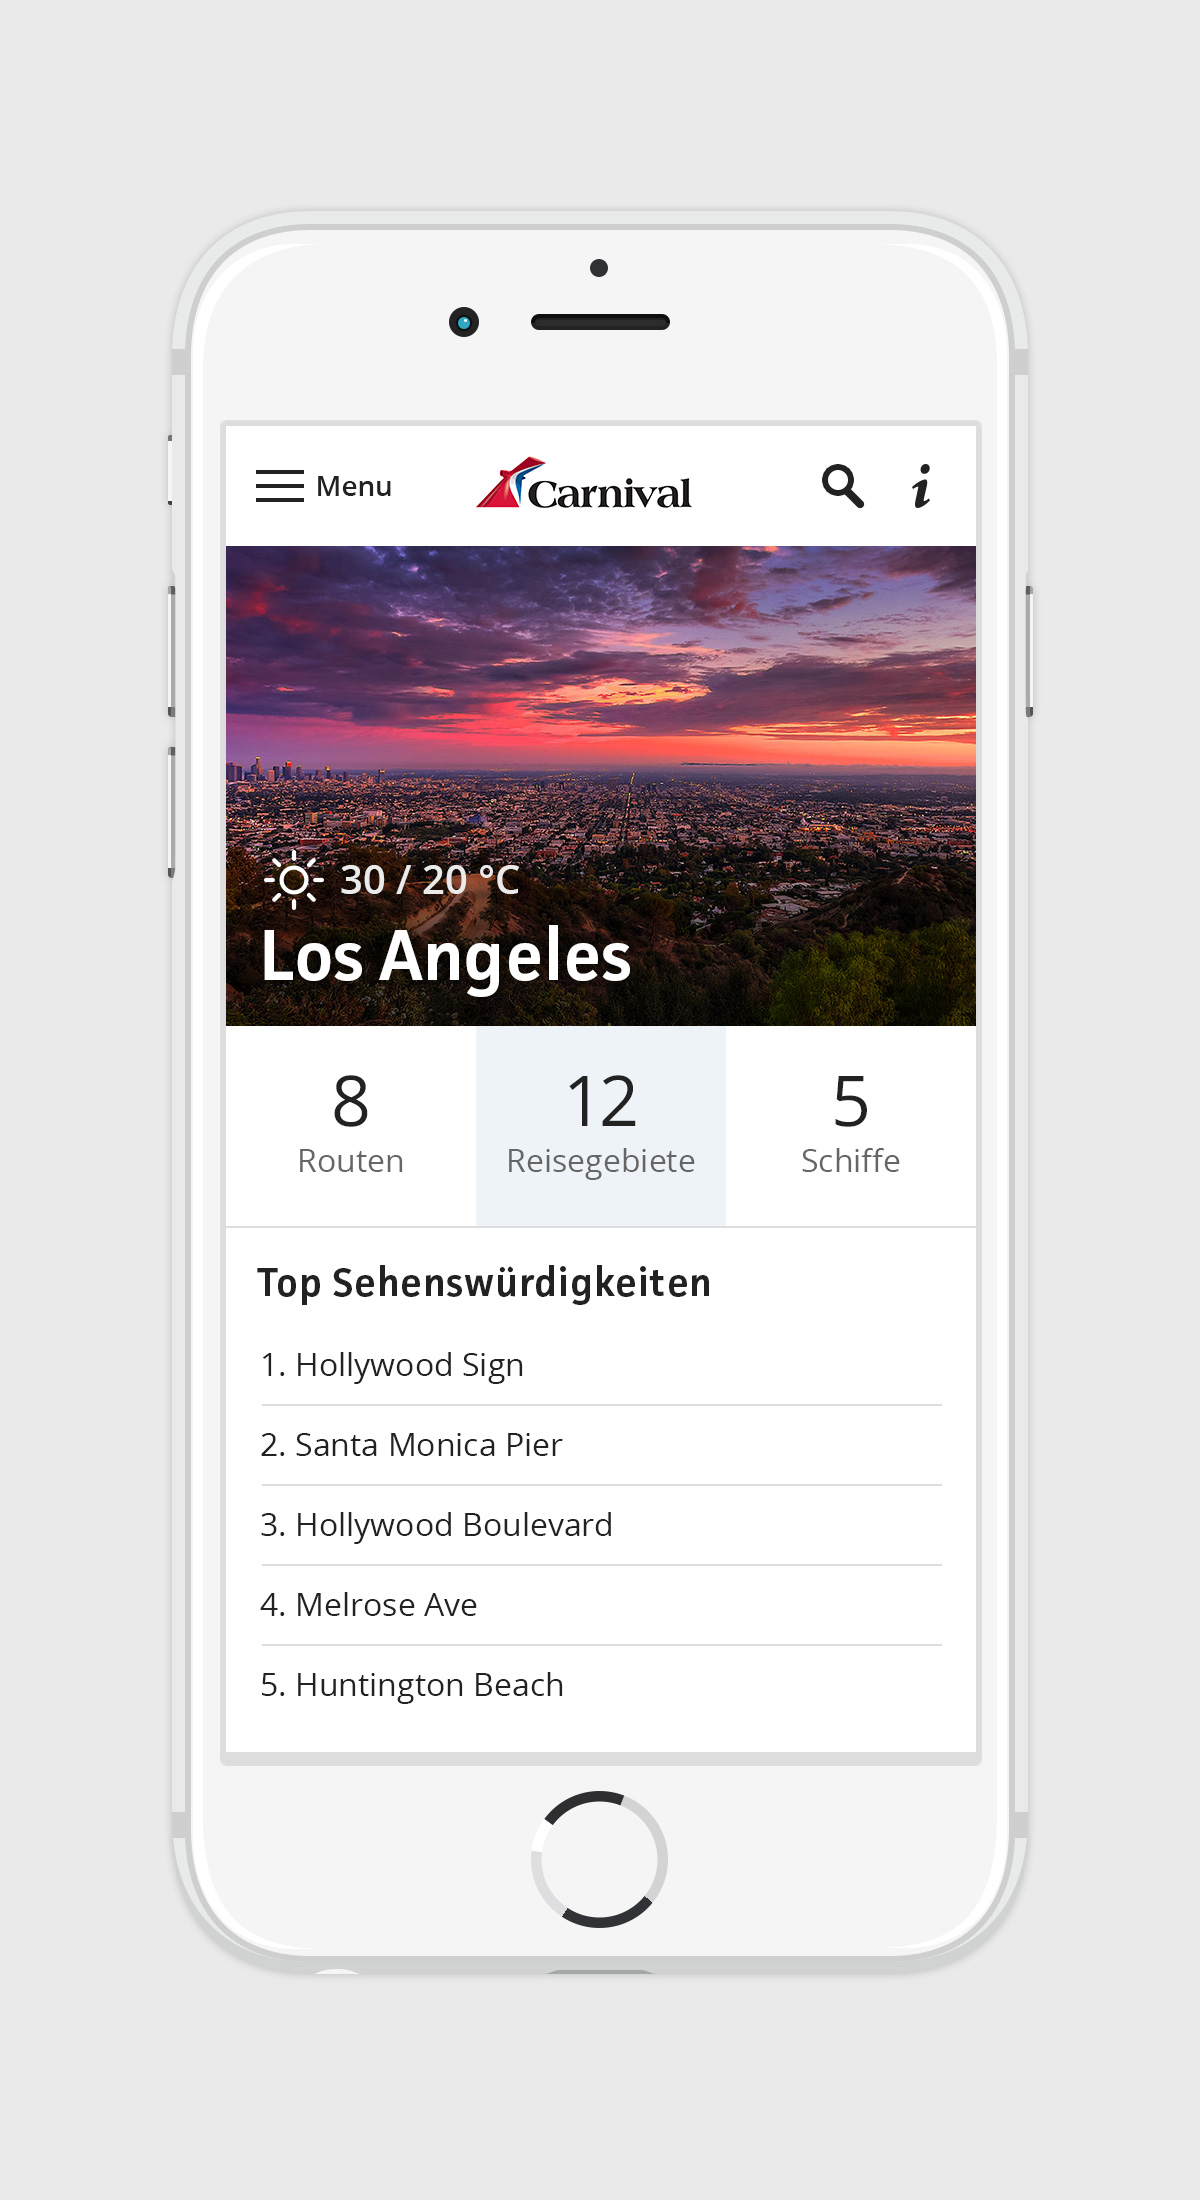 Menu
Carnival
i
30 / 20 °C
Los Angeles
8
12
5
Routen
Reisegebiete
Schiffe
Top Sehenswürdigkeiten
1. Hollywood Sign
2. Santa Monica Pier
3. Hollywood Boulevard
4. Melrose Ave
5. Huntington Beach